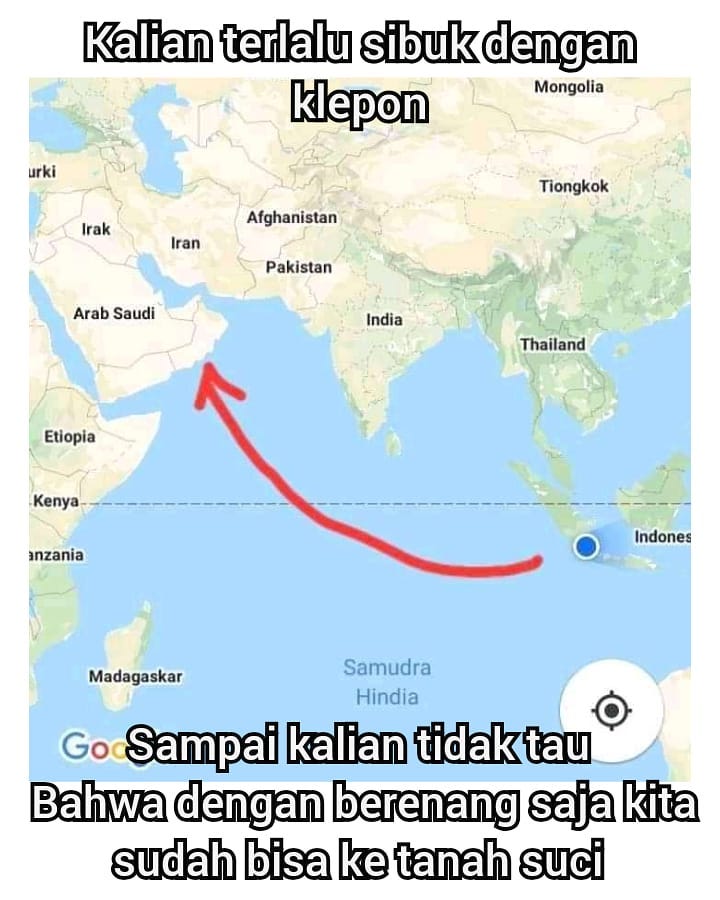 Kalian terlalu sibuk dengan
klepon
Mongolia
urki
Tiongkok
Afghanistan
Irak
Iran
Pakistan
Arab Saudi
India
Thailand
Etiopia
Kenya
Indones
anzania
Samudra
Hindia
Madagaskar
Goo
Sampai kalian tidak tau
Bahwa dengan berenang saja kita
sudah bisa ke tanah suci